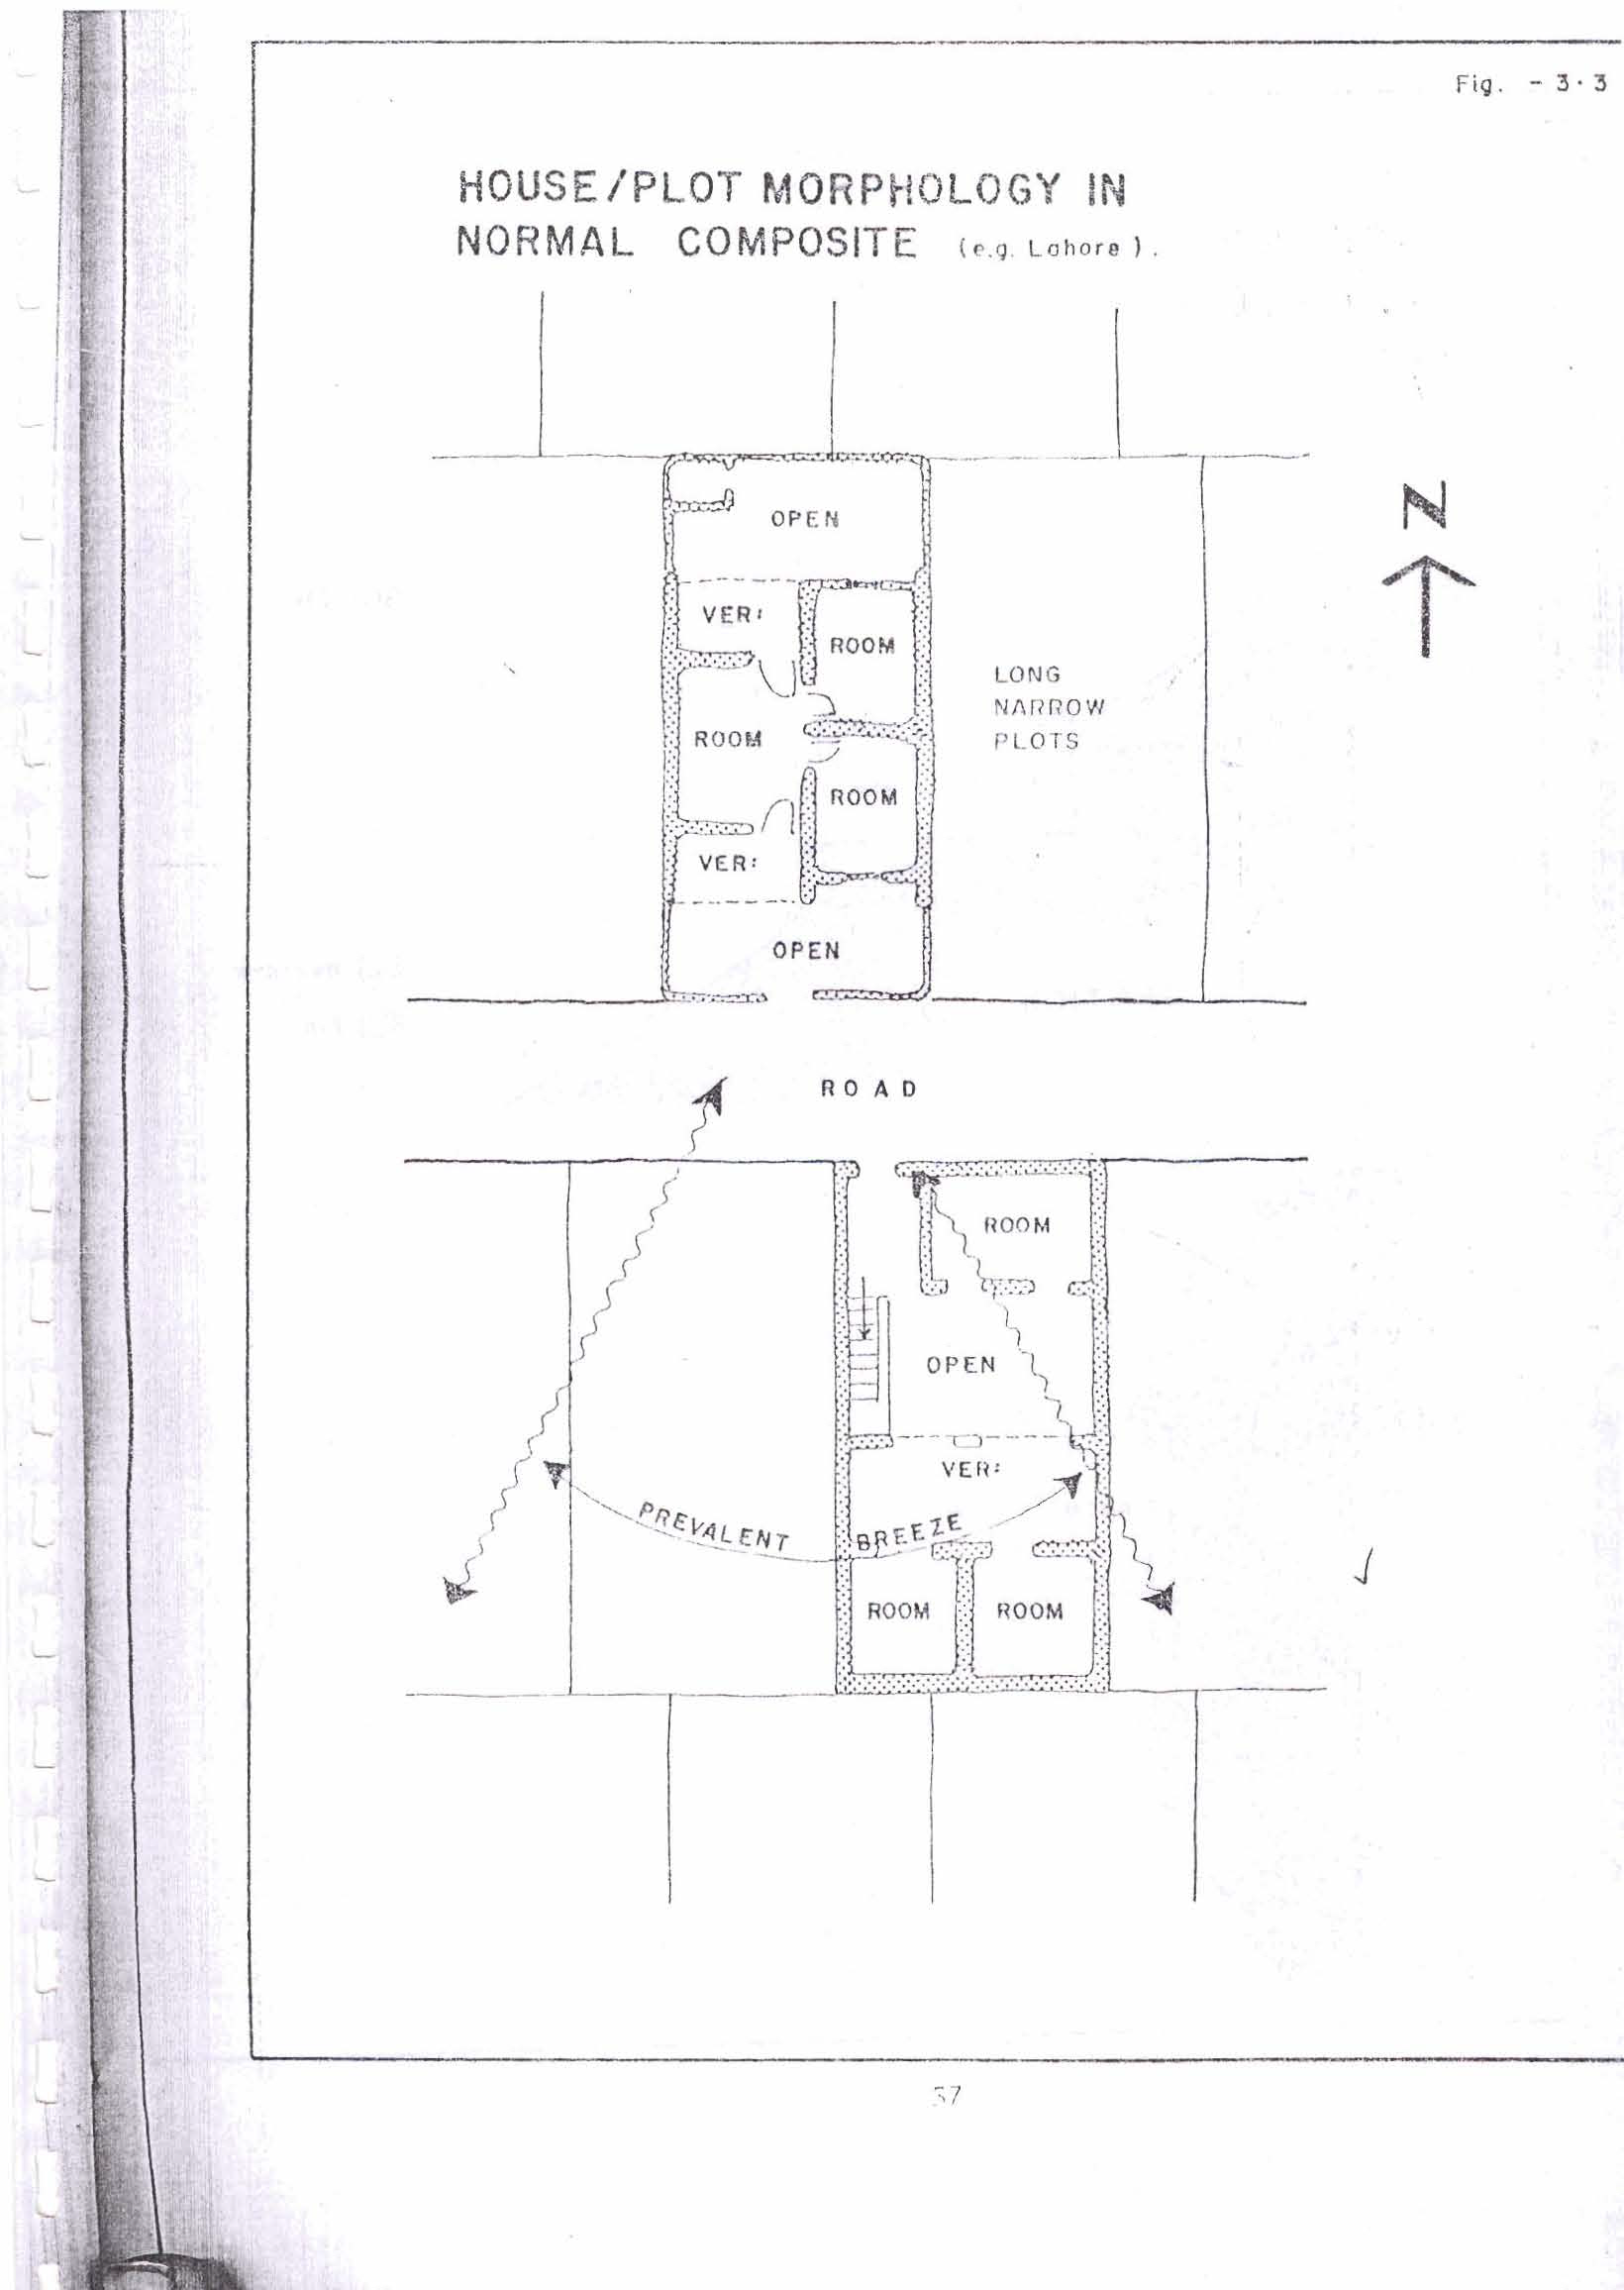 Fig. - 3.3
HOUSE/PLOT MORPHOLOGY IN
NORMAL COMPOSITE (e.g. Lahore).
N
OPEN
VER:
ROOM
LONG
NARROW
PLOTS
ROOM
ROOM
VER:
OPEN
ROAD
ROOM
OPEN
VER:
PREVALENT BREEZE
ROOM ROOM
37